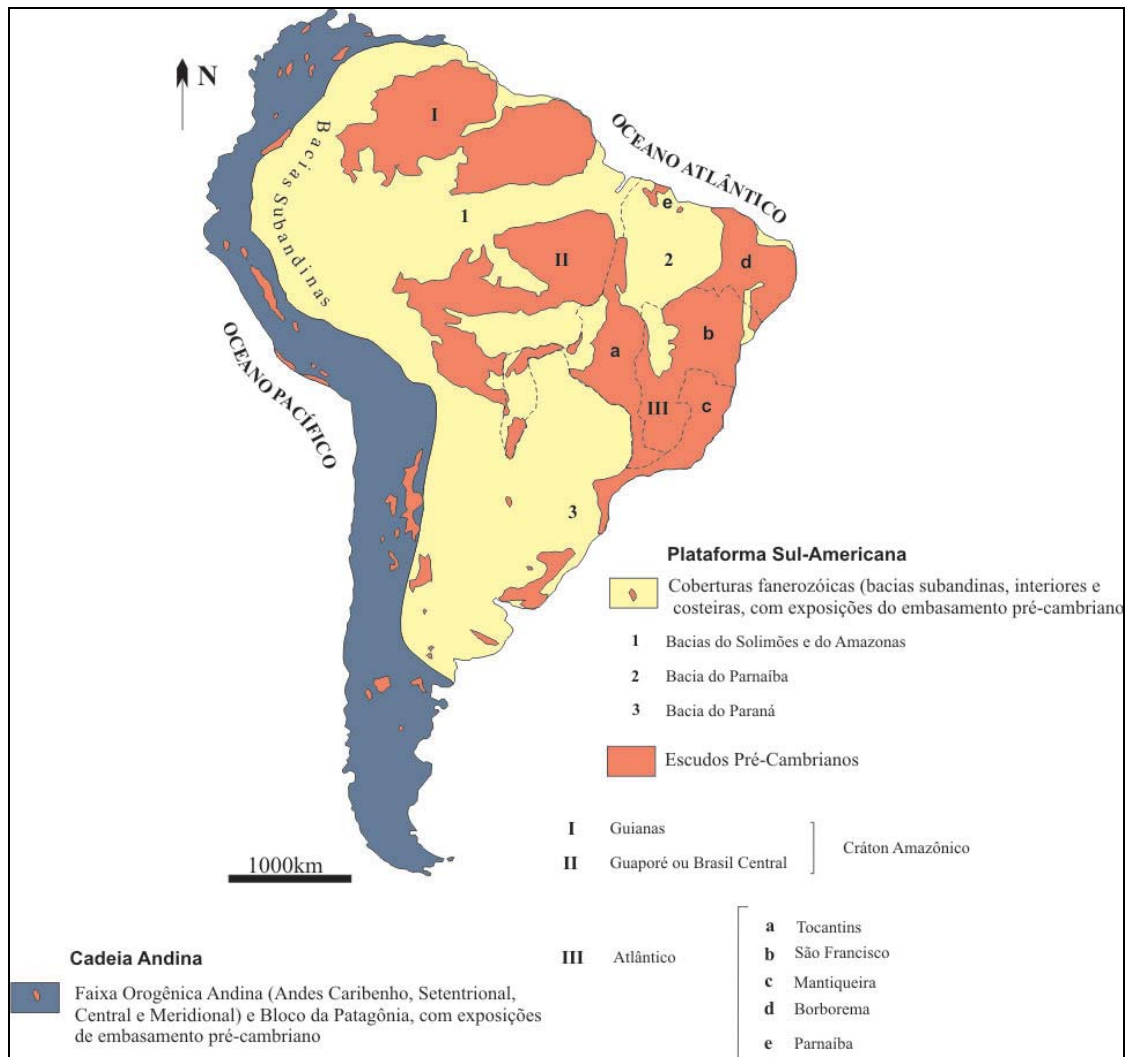 N
Bacias Subandinas
I
OCEANO ATLÂNTICO
e
1
2
d
II
b
a
OCEANO PACÍFICO
III
c
3
Plataforma Sul-Americana
Coberturas fanerozóicas (bacias subandinas, interiores e
costeiras, com exposições do embasamento pré-cambriano
1 Bacias do Solimões e do Amazonas
2 Bacia do Parnaíba
3 Bacia do Paraná
Escudos Pré-Cambrianos
I Guianas
II Guaporé ou Brasil Central
Cráton Amazônico
1000km
III Atlântico
a Tocantins
b São Francisco
c Mantiqueira
d Borborema
e Parnaíba
Cadeia Andina
Faixa Orogênica Andina (Andes Caribenho, Setentrional,
Central e Meridional) e Bloco da Patagônia, com exposições
de embasamento pré-cambriano